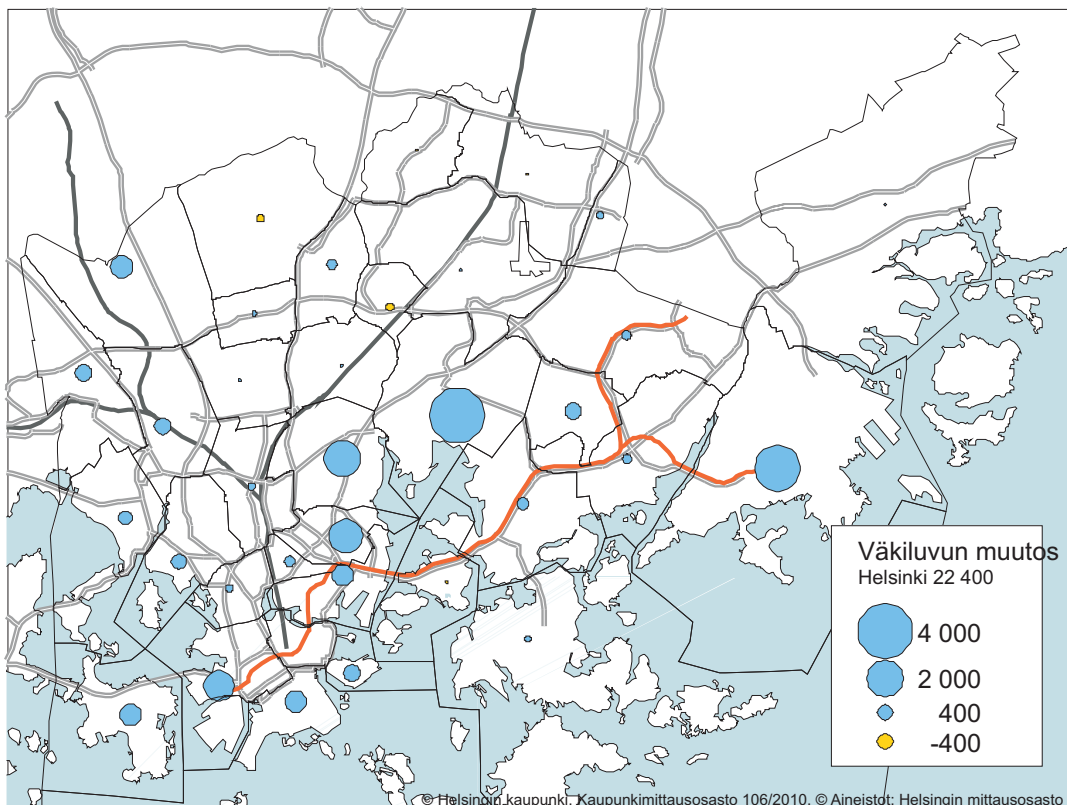 Väkiluvun muutos
Helsinki 22 400
4 000
2 000
400
-400
© Helsingin kaupunki, Kaupunkimittausosasto 106/2010, © Aineistot: Helsingin mittausosasto